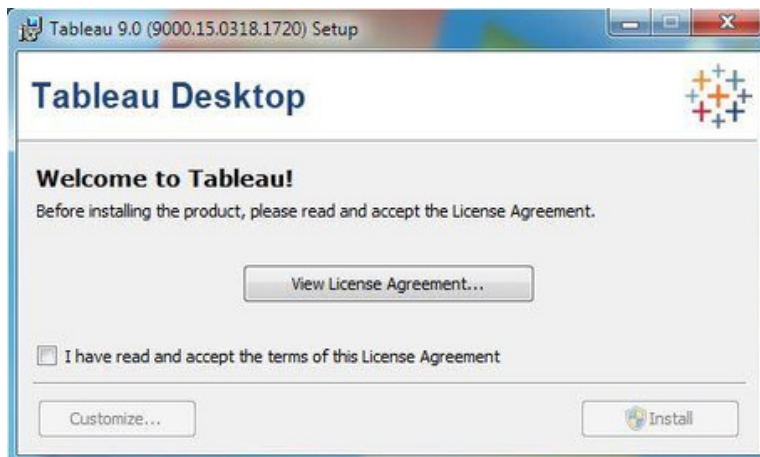 Tableau 9.0 (9000.15.0318.1720) Setup
Tableau Desktop
Welcome to Tableau!
Before installing the product, please read and accept the License Agreement.
View License Agreement...
I have read and accept the terms of this License Agreement
Customize...
Install